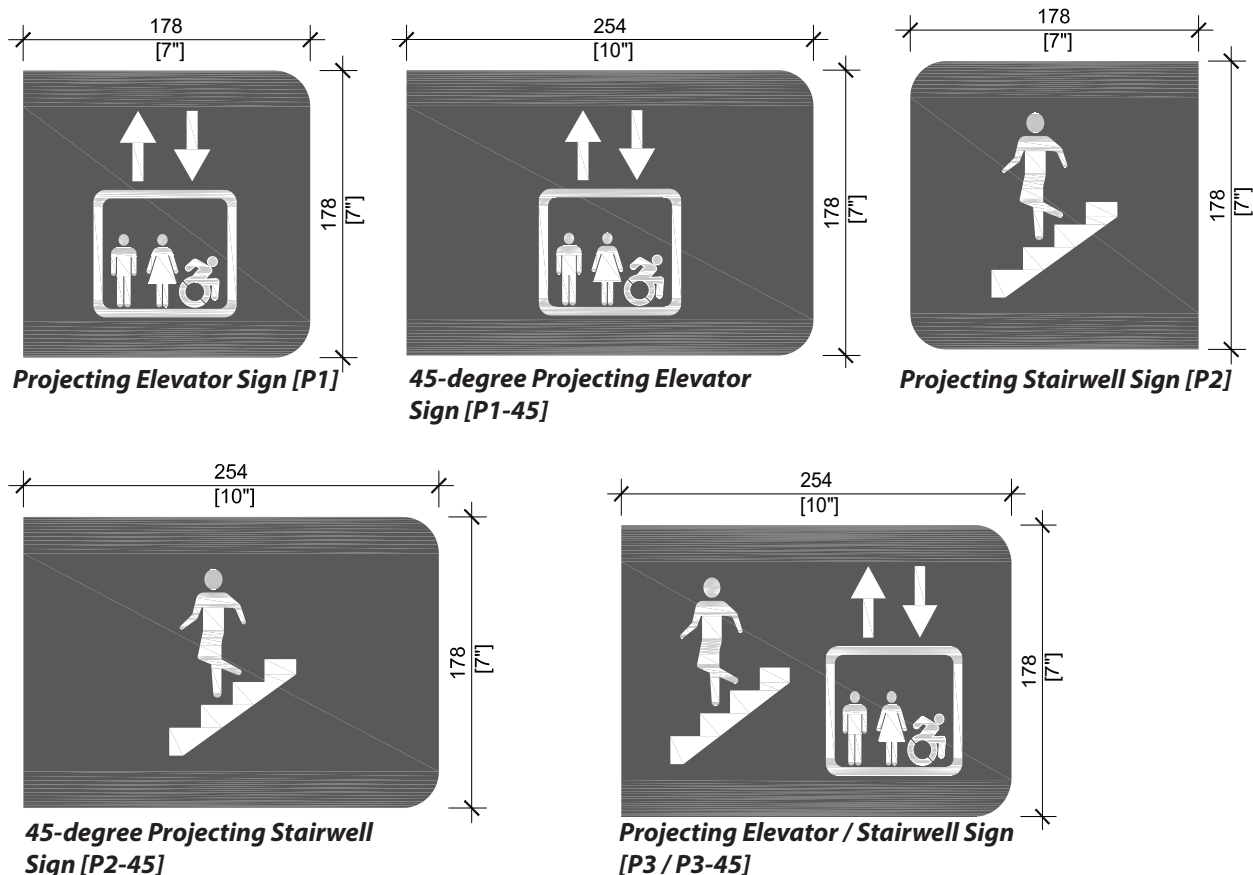 178
[7"]
178
[7"]
Projecting Elevator Sign [P1]
254
[10"]
178
[7"]
45-degree Projecting Elevator
Sign [P1-45]
178
[7"]
178
[7"]
Projecting Stairwell Sign [P2]
254
[10"]
178
[7"]
45-degree Projecting Stairwell
Sign [P2-45]
254
[10"]
178
[7"]
Projecting Elevator / Stairwell Sign
[P3 / P3-45]